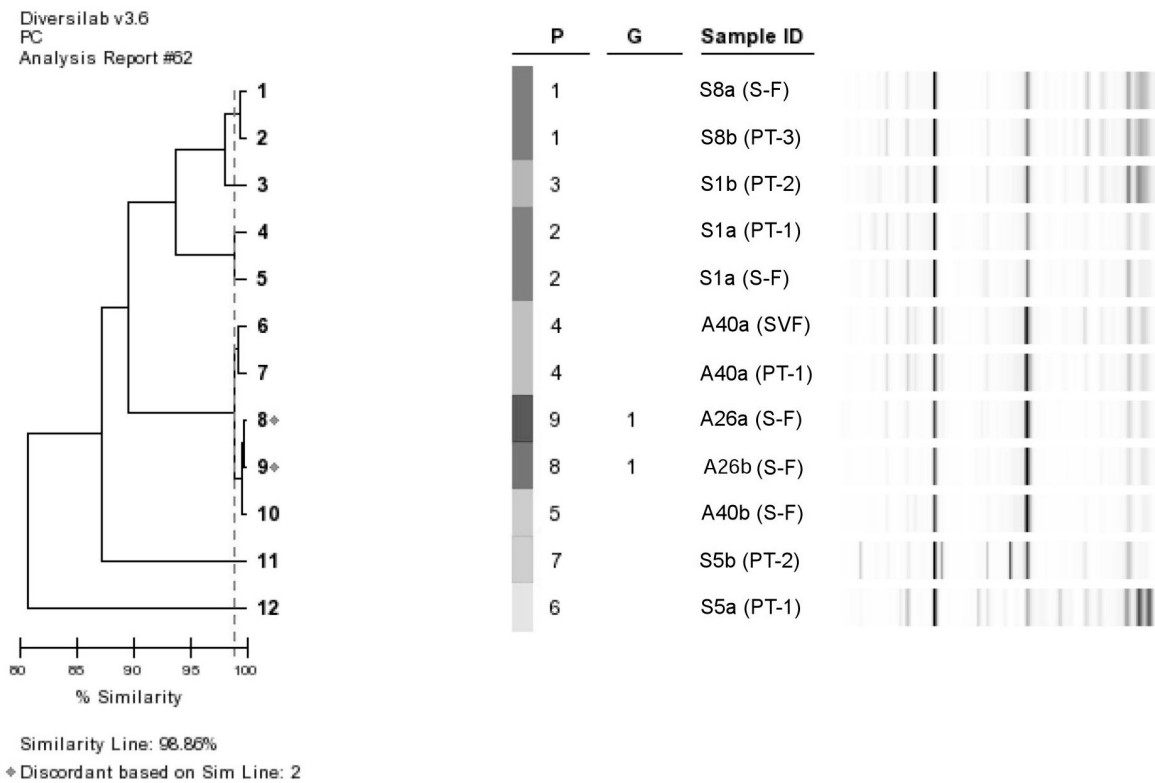 Diversilab v3.6
PC
Analysis Report #62
P G Sample ID
1 1 S8a (S-F)
2 1 S8b (PT-3)
3 3 S1b (PT-2)
4 2 S1a (PT-1)
5 2 S1a (S-F)
6 4 A40a (SVF)
7 4 A40a (PT-1)
8 9 1 A26a (S-F)
9 8 1 A26b (S-F)
10 5 A40b (S-F)
11 7 S5b (PT-2)
12 6 S5a (PT-1)
80 85 90 95 100
% Similarity
Similarity Line: 98.86%
Discordant based on Sim Line: 2